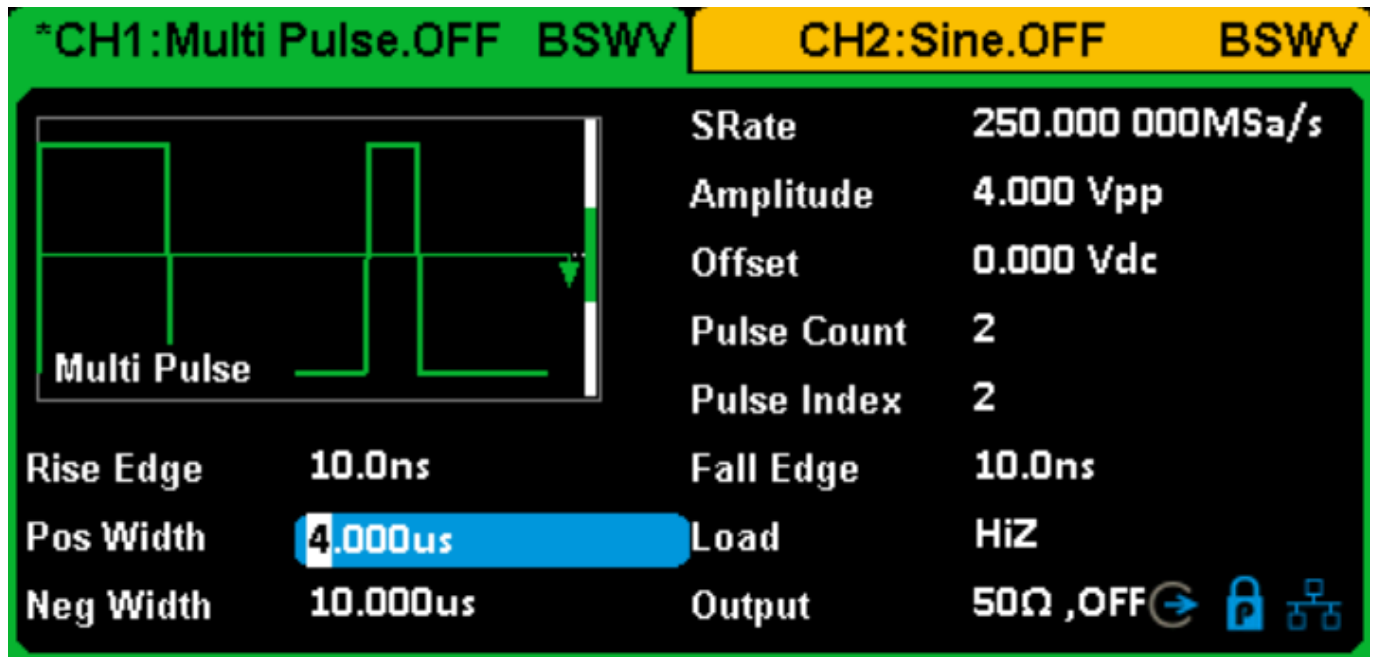 *CH1:Multi Pulse.OFF BSWV CH2:Sine.OFF BSWV
SRate 250.000 000MSa/s
Amplitude 4.000 Vpp
Offset 0.000 Vdc
Pulse Count 2
Multi Pulse
Pulse Index 2
Rise Edge 10.0ns Fall Edge 10.0ns
Pos Width 4.000us Load HiZ
Neg Width 10.000us Output 50Ω ,OFF P